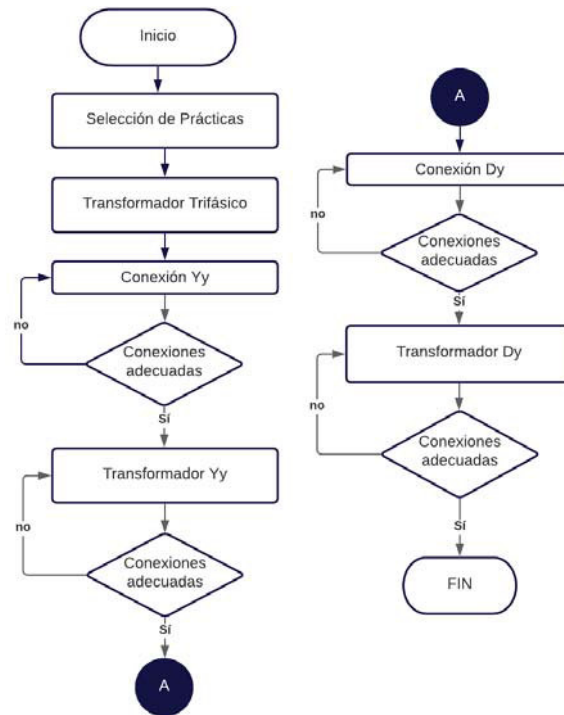 Inicio
Selección de Prácticas
Transformador Trifásico
Conexión Yy
no
Conexiones
adecuadas
Sí
Transformador Yy
no
Conexiones
adecuadas
Sí
A
A
Conexión Dy
no
Conexiones
adecuadas
Sí
Transformador Dy
no
Conexiones
adecuadas
Sí
FIN